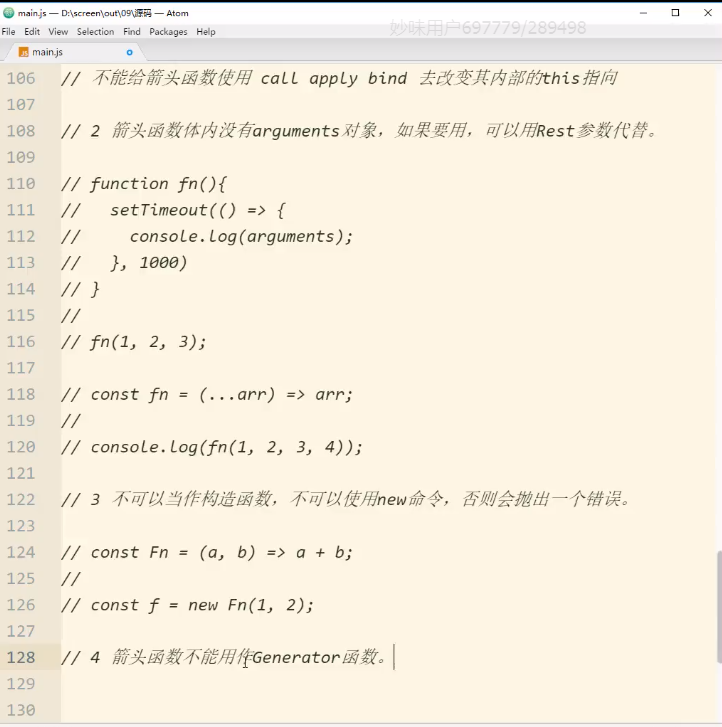 main.js — D:\screen\out\09\源码 — Atom
妙味用户697779/289498
File Edit View Selection Find Packages Help
JS main.js
106 // 不能给箭头函数使用 call apply bind 去改变其内部的this指向
107
108 // 2 箭头函数体内没有arguments对象，如果要用，可以用Rest参数代替。
109
110 // function fn(){
111 //   setTimeout(() => {
112 //     console.log(arguments);
113 //   }, 1000)
114 // }
115 //
116 // fn(1, 2, 3);
117
118 // const fn = (...arr) => arr;
119 //
120 // console.log(fn(1, 2, 3, 4));
121
122 // 3 不可以当作构造函数，不可以使用new命令，否则会抛出一个错误。
123
124 // const Fn = (a, b) => a + b;
125 //
126 // const f = new Fn(1, 2);
127
128 // 4 箭头函数不能用作Generator函数。
129
130